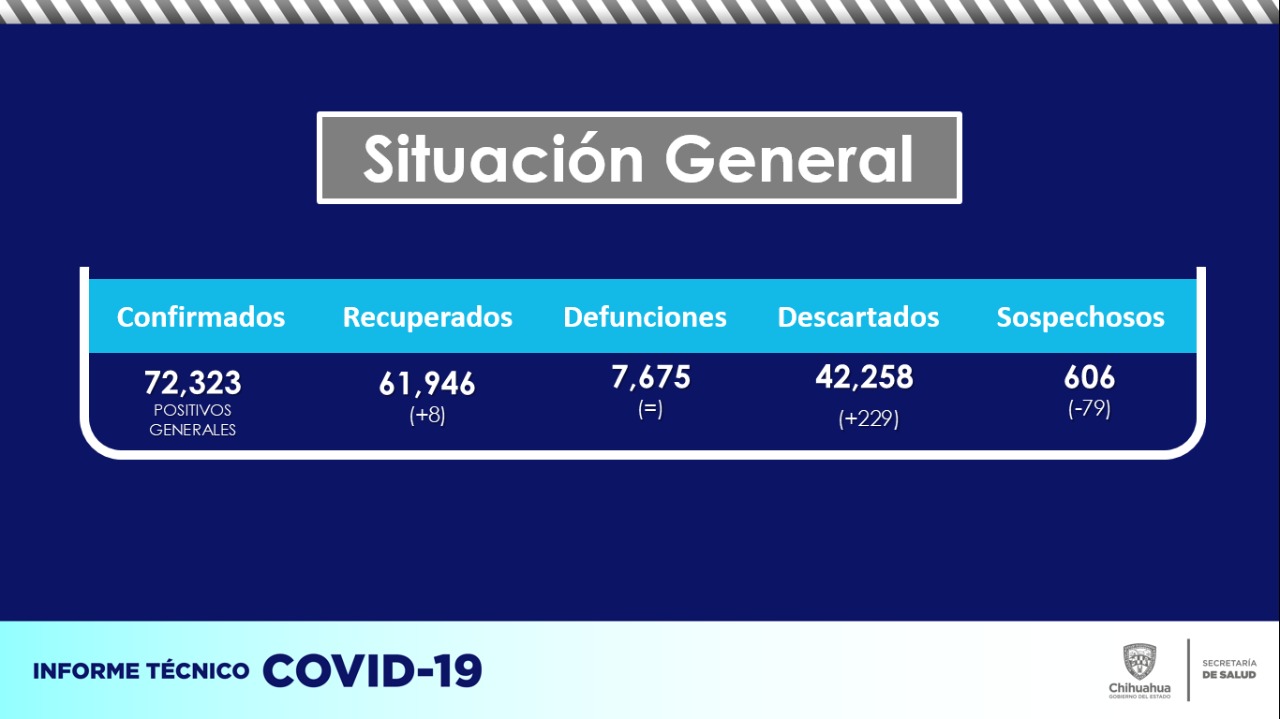 Situación General
Confirmados Recuperados Defunciones Descartados Sospechosos
72,323 61,946 7,675 42,258 606
POSITIVOS (+8) (=) (+229) (-79)
GENERALES
INFORME TÉCNICO COVID-19
Chihuahua
GOBIERNO DEL ESTADO
SECRETARÍA
DE SALUD